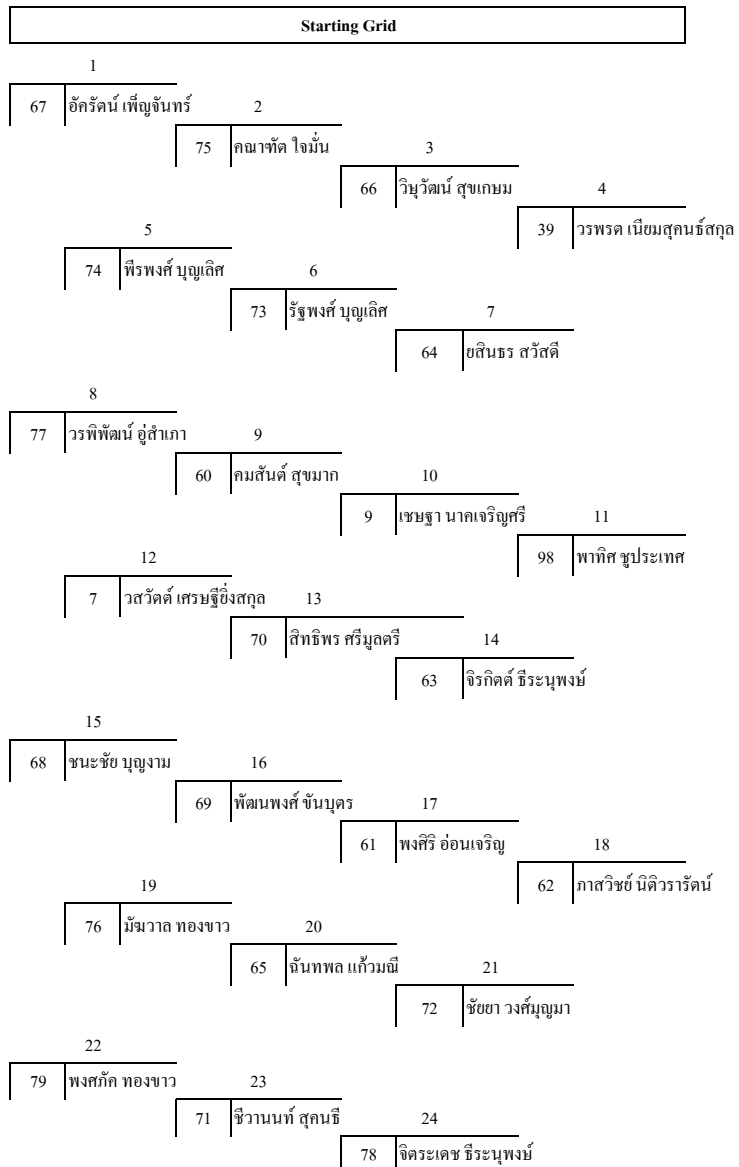 Starting Grid
1
67 อัครัตน์ เพ็ญจันทร์
2
75 คณาฑัต ใจมั่น
3
66 วิษุวัฒน์ สุขเกษม
4
39 วรพรต เนียมสุคนธ์สกุล
5
74 พีรพงศ์ บุญเลิศ
6
73 รัฐพงศ์ บุญเลิศ
7
64 ยสินธร สวัสดี
8
77 วรพิพัฒน์ อู่สำเภา
9
60 คมสันต์ สุขมาก
10
9 เชษฐา นาคเจริญศรี
11
98 พาทิศ ชูประเทศ
12
7 วสวัตต์ เศรษฐียิ่งสกุล
13
70 สิทธิพร ศรีมูลตรี
14
63 จิรกิตต์ ธีระนุพงษ์
15
68 ชนะชัย บุญงาม
16
69 พัฒนพงศ์ ขันบุตร
17
61 พงศิริ อ่อนเจริญ
18
62 ภาสวิชย์ นิติวรารัตน์
19
76 มัฆวาล ทองขาว
20
65 ฉันทพล แก้วมณี
21
72 ชัยยา วงศ์มุญมา
22
79 พงศภัค ทองขาว
23
71 ชีวานนท์ สุคนธี
24
78 จิตระเดช ธีระนุพงษ์